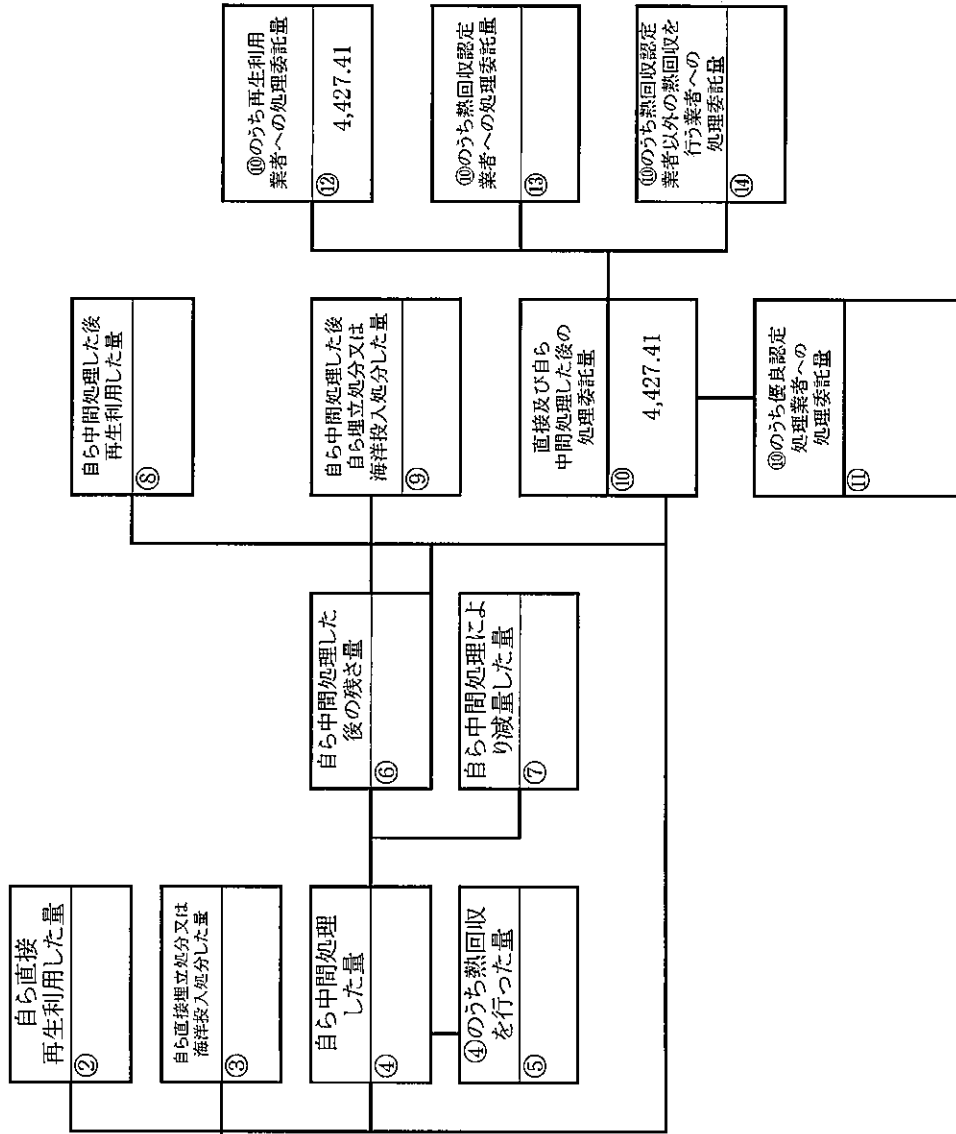 自ら直接
再生利用した量
②
自ら直接埋立処分又は
海洋投入処分した量
③
自ら中間処理
した量
④
④のうち熱回収
を行った量
⑤
自ら中間処理した
後の残さ量
⑥
自ら中間処理によ
り減量した量
⑦
自ら中間処理した後
再生利用した量
⑧
自ら中間処理した後
自ら埋立処分又は
海洋投入処分した量
⑨
直接及び自ら
中間処理した後の
処理委託量
⑩
4,427.41
⑩のうち優良認定
処理業者への
処理委託量
⑪
⑩のうち再生利用
業者への処理委託量
⑫
4,427.41
⑩のうち熱回収認定
業者への処理委託量
⑬
⑩のうち熱回収認定
業者以外の熱回収を
行う業者への
処理委託量
⑭